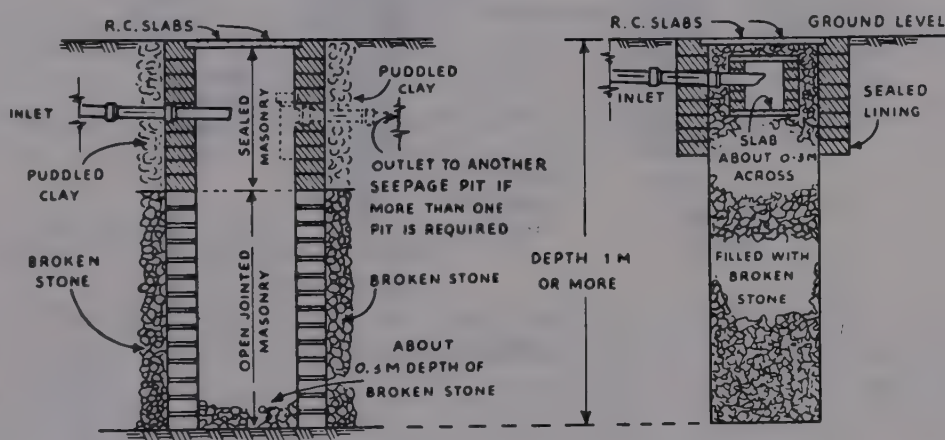 R.C. SLABS
PUDDLED
CLAY
INLET
SEALED
MASONRY
PUDDLED
CLAY
OUTLET TO ANOTHER
SEEPAGE PIT IF
MORE THAN ONE
PIT IS REQUIRED
BROKEN
STONE
OPEN JOINTED
MASONRY
BROKEN STONE
ABOUT
0.3M DEPTH OF
BROKEN STONE
DEPTH 1 M
OR MORE
R.C. SLABS
GROUND LEVEL
INLET
SEALED
LINING
SLAB
ABOUT 0.3M
ACROSS
FILLED WITH
BROKEN
STONE